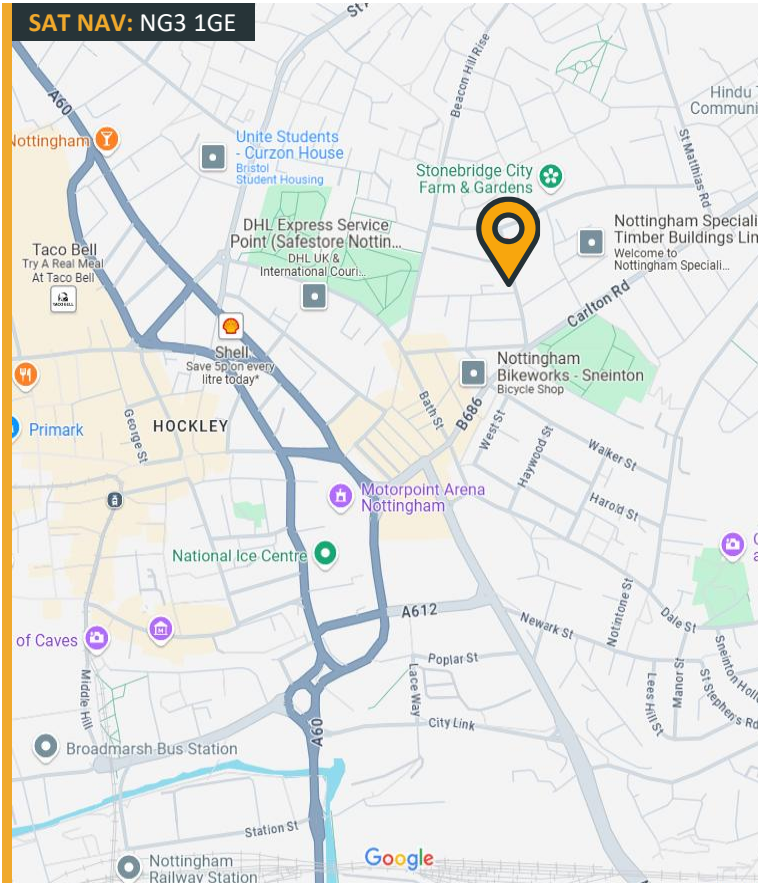 SAT NAV: NG3 1GE
A60
Beacon Hill Rise
Hindu
Communi
Nottingham
Unite Students
- Curzon House
Bristol
Student Housing
St Matthias Rd
Stonebridge City
Farm & Gardens
DHL Express Service
Point (Safestore Nottin...
DHL UK &
International Couri...
Nottingham Speciali
Timber Buildings Lin
Welcome to
Nottingham Speciali...
Taco Bell
Try A Real Meal
At Taco Bell
TACO BELL
Carlton Rd
Shell
Save 5p on every
litre today*
Nottingham
Bikeworks - Sneinton
Bicycle Shop
Bath St
B686
West St
George St
HOCKLEY
Primark
Haywood St
Walker St
Motorpoint Arena
Nottingham
Harold St
National Ice Centre
A612
Newark St
Notintone St
Dale St
of Caves
Poplar St
Lace Way
Middle Hill
Lees Hill St
Manor St
St Stephen's Rd
Sneinton Hollo
City Link
A60
Broadmarsh Bus Station
Station St
Google
Nottingham
Railway Station